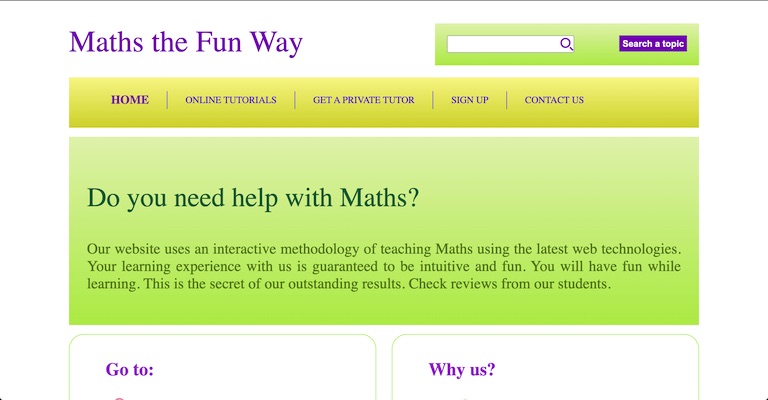 Maths the Fun Way
Search a topic
HOME
ONLINE TUTORIALS
GET A PRIVATE TUTOR
SIGN UP
CONTACT US
Do you need help with Maths?
Our website uses an interactive methodology of teaching Maths using the latest web technologies.
Your learning experience with us is guaranteed to be intuitive and fun. You will have fun while
learning. This is the secret of our outstanding results. Check reviews from our students.
Go to:
Why us?